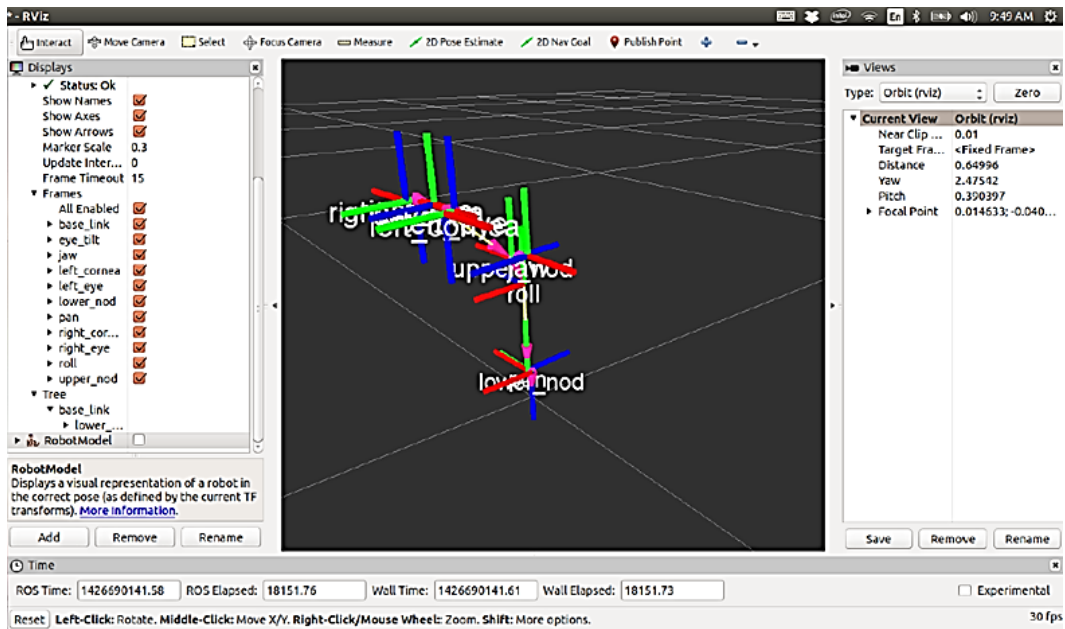 * - RViz
En
9:49 AM
Interact Move Camera Select Focus Camera Measure 2D Pose Estimate 2D Nav Goal Publish Point
Displays
Status: Ok
Show Names
Show Axes
Show Arrows
Marker Scale 0.3
Update Inter... 0
Frame Timeout 15
Frames
All Enabled
base_link
eye_tilt
jaw
left_cornea
left_eye
lower_nod
pan
right_cor...
right_eye
roll
upper_nod
Tree
base_link
lower_...
RobotModel
RobotModel
Displays a visual representation of a robot in
the correct pose (as defined by the current TF
transforms). More Information.
Add Remove Rename
roll
Views
Type: Orbit (rviz) Zero
Current View Orbit (rviz)
Near Clip ... 0.01
Target Fra... <Fixed Frame>
Distance 0.64996
Yaw 2.47542
Pitch 0.390397
Focal Point 0.014633; -0.040...
Save Remove Rename
Time
ROS Time: 1426690141.58 ROS Elapsed: 18151.76 Wall Time: 1426690141.61 Wall Elapsed: 18151.73 Experimental
Reset Left-Click: Rotate. Middle-Click: Move X/Y. Right-Click/Mouse Wheel:: Zoom. Shift: More options. 30 fps